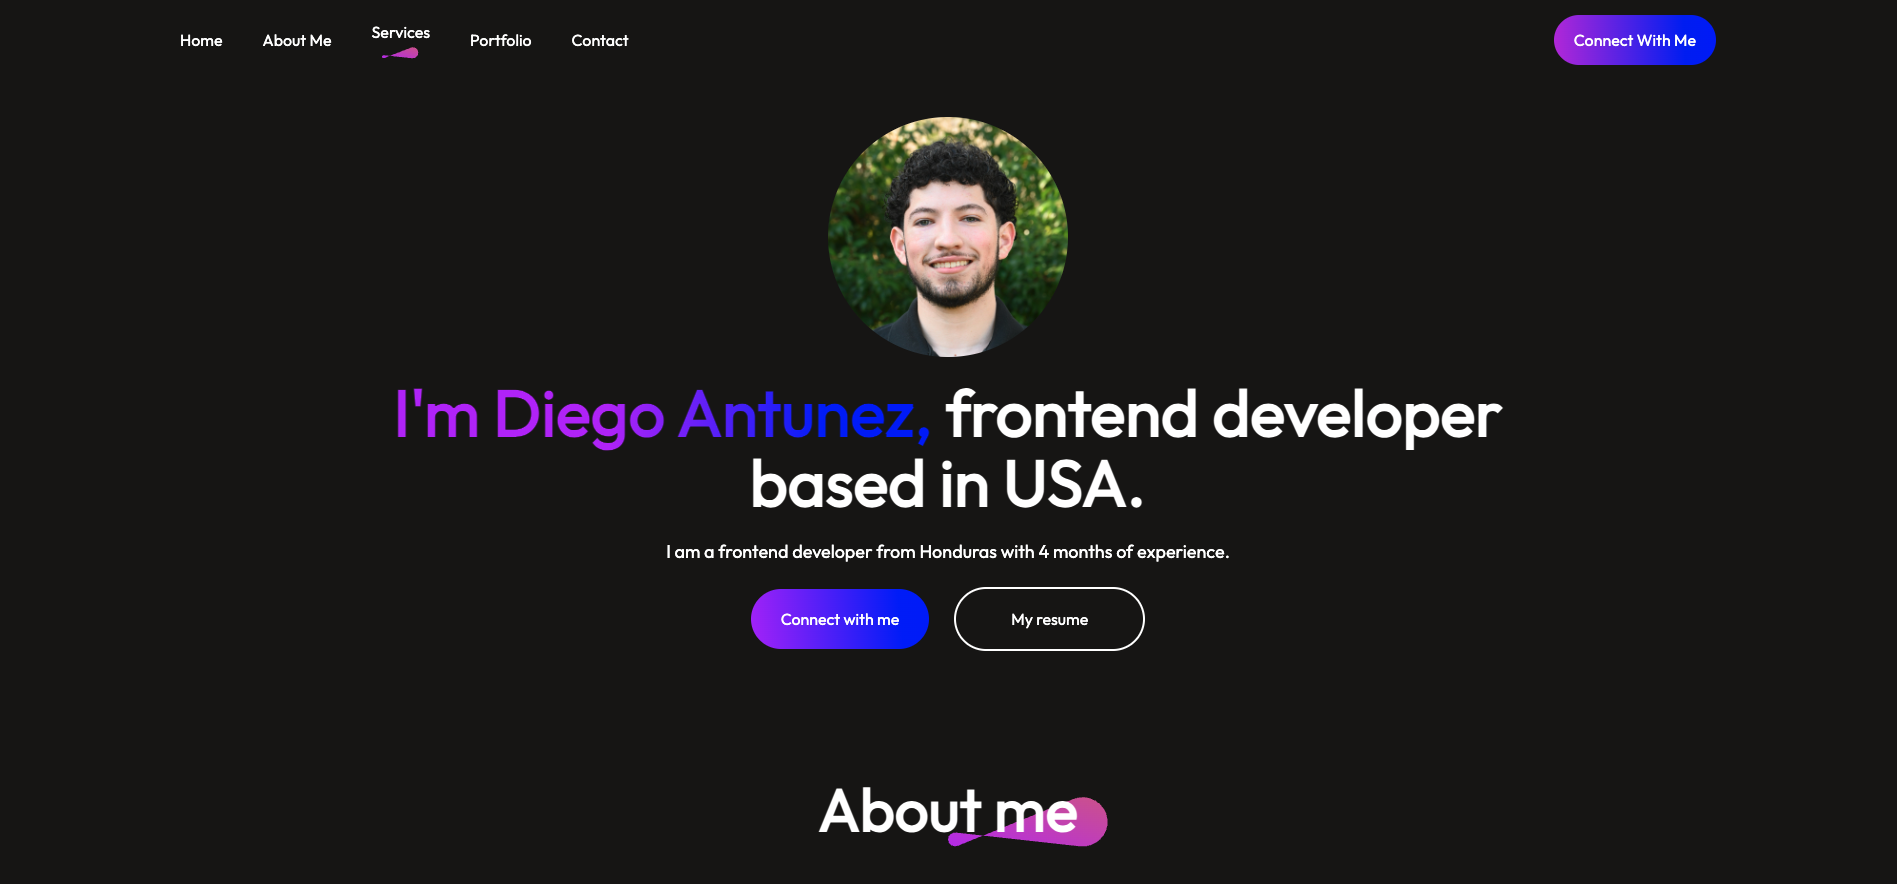 Home About Me Services Portfolio Contact Connect With Me
I'm Diego Antunez, frontend developer
based in USA.
I am a frontend developer from Honduras with 4 months of experience.
Connect with me My resume
About me